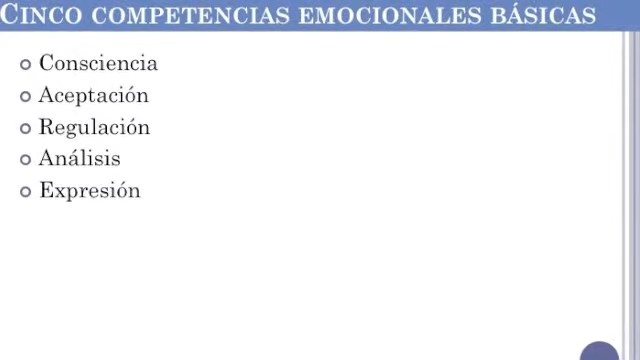 CINCO COMPETENCIAS EMOCIONALES BÁSICAS
Consciencia
Aceptación
Regulación
Análisis
Expresión